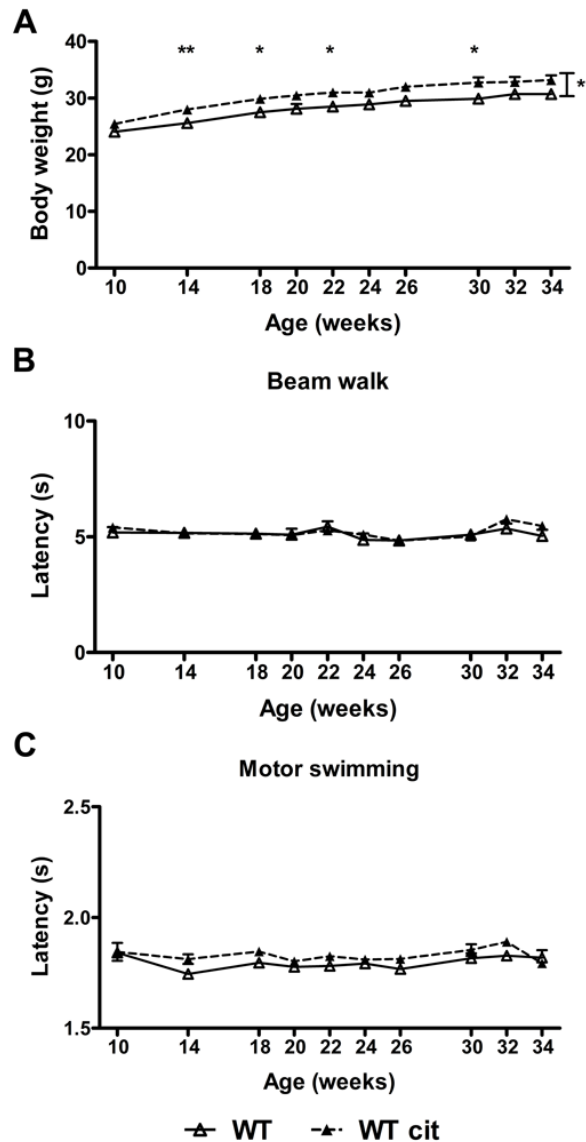 A
** * * *
40
30
20
10
0
Body weight (g)
*
10 14 18 20 22 24 26 30 32 34
Age (weeks)
B
Beam walk
10
5
0
Latency (s)
10 14 18 20 22 24 26 30 32 34
Age (weeks)
C
Motor swimming
2.5
2.0
1.5
Latency (s)
10 14 18 20 22 24 26 30 32 34
Age (weeks)
WT WT cit